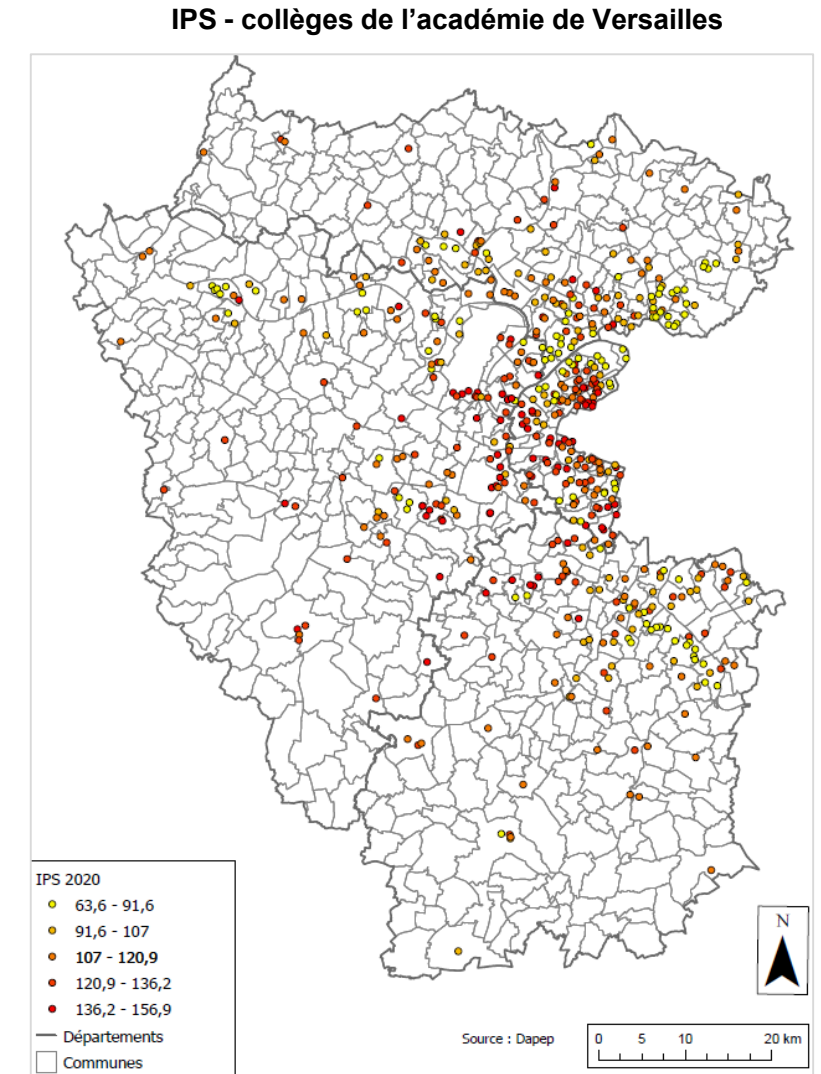 IPS - collèges de l’académie de Versailles
IPS 2020
63,6 - 91,6
91,6 - 107
107 - 120,9
120,9 - 136,2
136,2 - 156,9
Départements
Communes
Source : Dapep
N
0 5 10 20 km